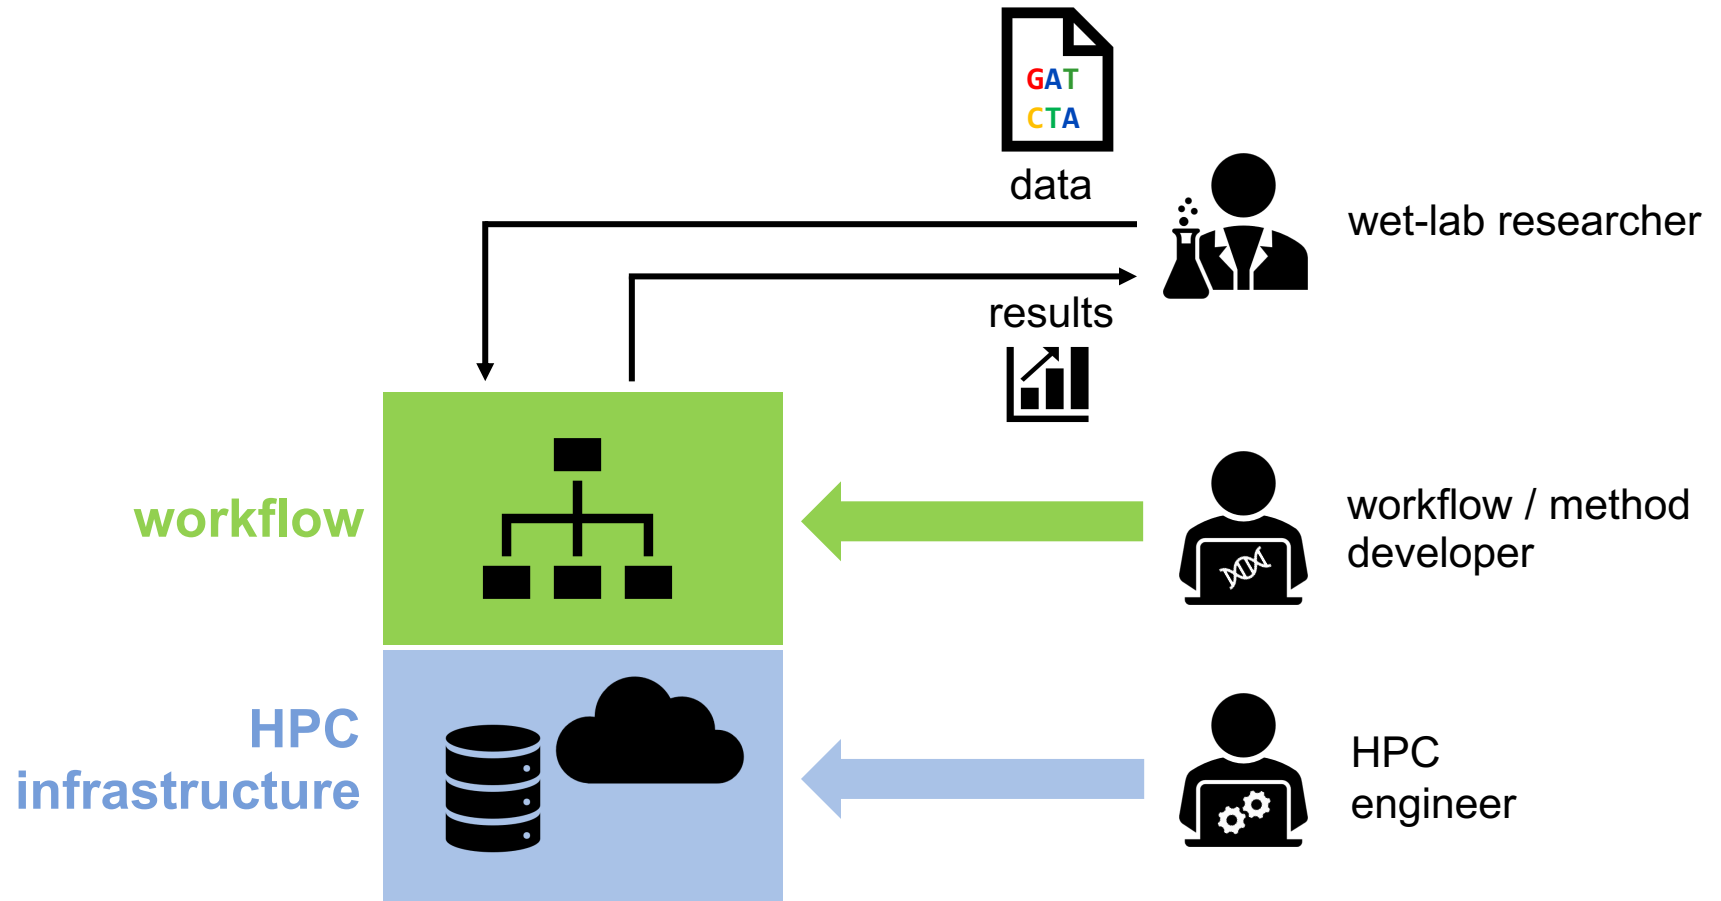 GAT
CTA
data
wet-lab researcher
results
workflow
workflow / method
developer
HPC
infrastructure
HPC
engineer